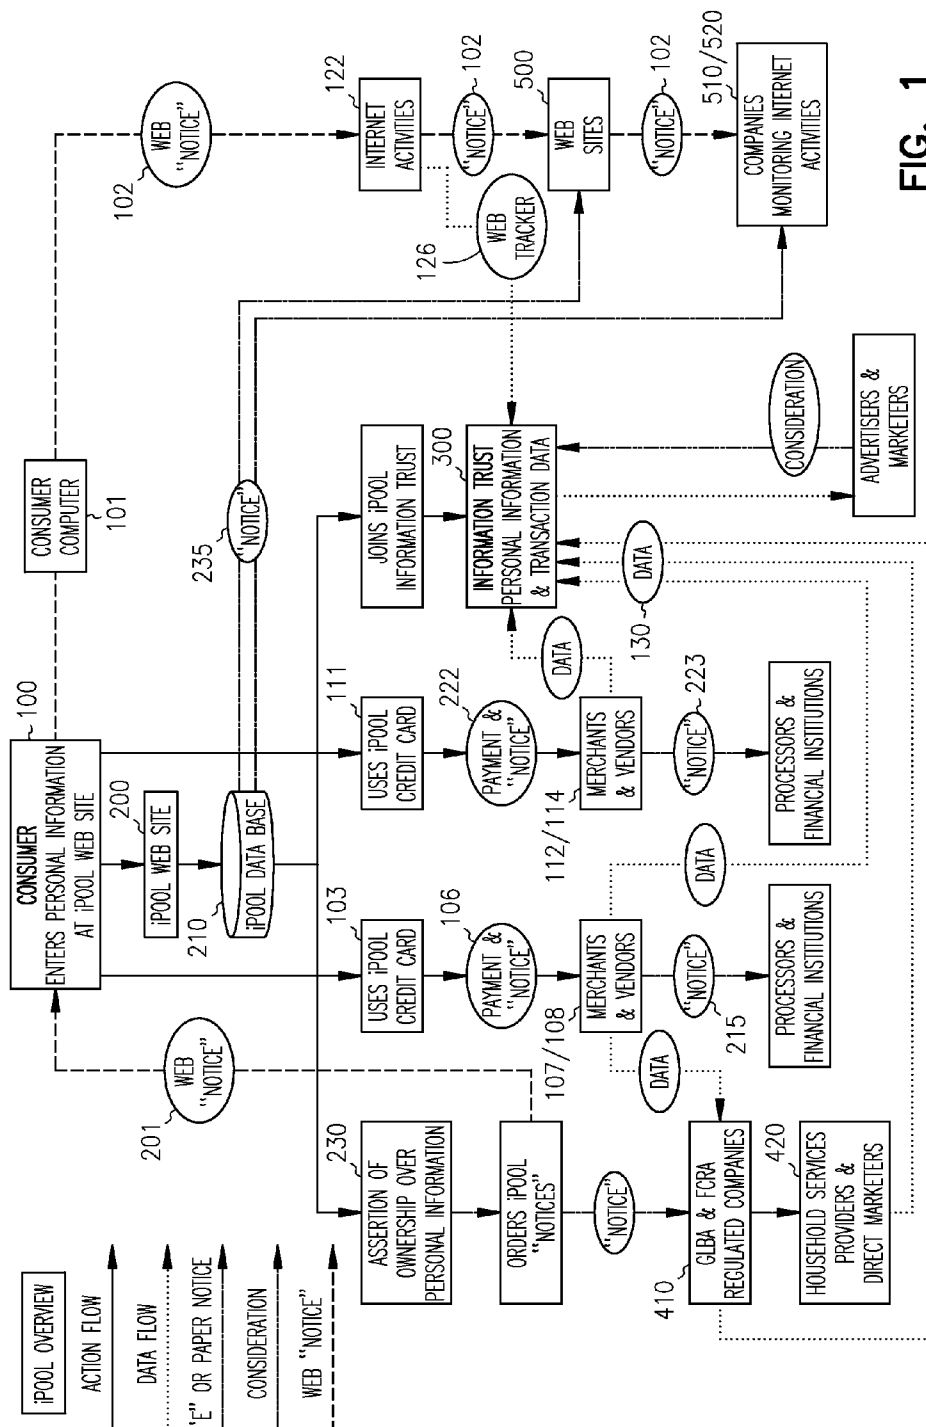 iPOOL OVERVIEW
ACTION FLOW
DATA FLOW
"E" OR PAPER NOTICE
CONSIDERATION
WEB "NOTICE"
CONSUMER
ENTERS PERSONAL INFORMATION
AT iPOOL WEB SITE
100
CONSUMER
COMPUTER
101
WEB
"NOTICE"
102
WEB
"NOTICE"
201
200
iPOOL WEB SITE
210
iPOOL DATA BASE
235
"NOTICE"
230
ASSERTION OF
OWNERSHIP OVER
PERSONAL INFORMATION
103
USES iPOOL
CREDIT CARD
111
USES iPOOL
CREDIT CARD
JOINS iPOOL
INFORMATION TRUST
122
INTERNET
ACTIVITIES
ORDERS iPOOL
"NOTICES"
106
PAYMENT &
"NOTICE"
222
PAYMENT &
"NOTICE"
300
INFORMATION TRUST
PERSONAL INFORMATION
& TRANSACTION DATA
126
WEB
TRACKER
"NOTICE"
102
"NOTICE"
107/108
MERCHANTS
& VENDORS
112/114
MERCHANTS
& VENDORS
DATA
500
WEB
SITES
DATA
215
"NOTICE"
DATA
223
"NOTICE"
130
DATA
"NOTICE"
102
410
GLBA & FCRA
REGULATED COMPANIES
420
HOUSEHOLD SERVICES
PROVIDERS &
DIRECT MARKETERS
PROCESSORS &
FINANCIAL INSTITUTIONS
PROCESSORS &
FINANCIAL INSTITUTIONS
CONSIDERATION
ADVERTISERS &
MARKETERS
510/520
COMPANIES
MONITORING INTERNET
ACTIVITIES
FIG. 1